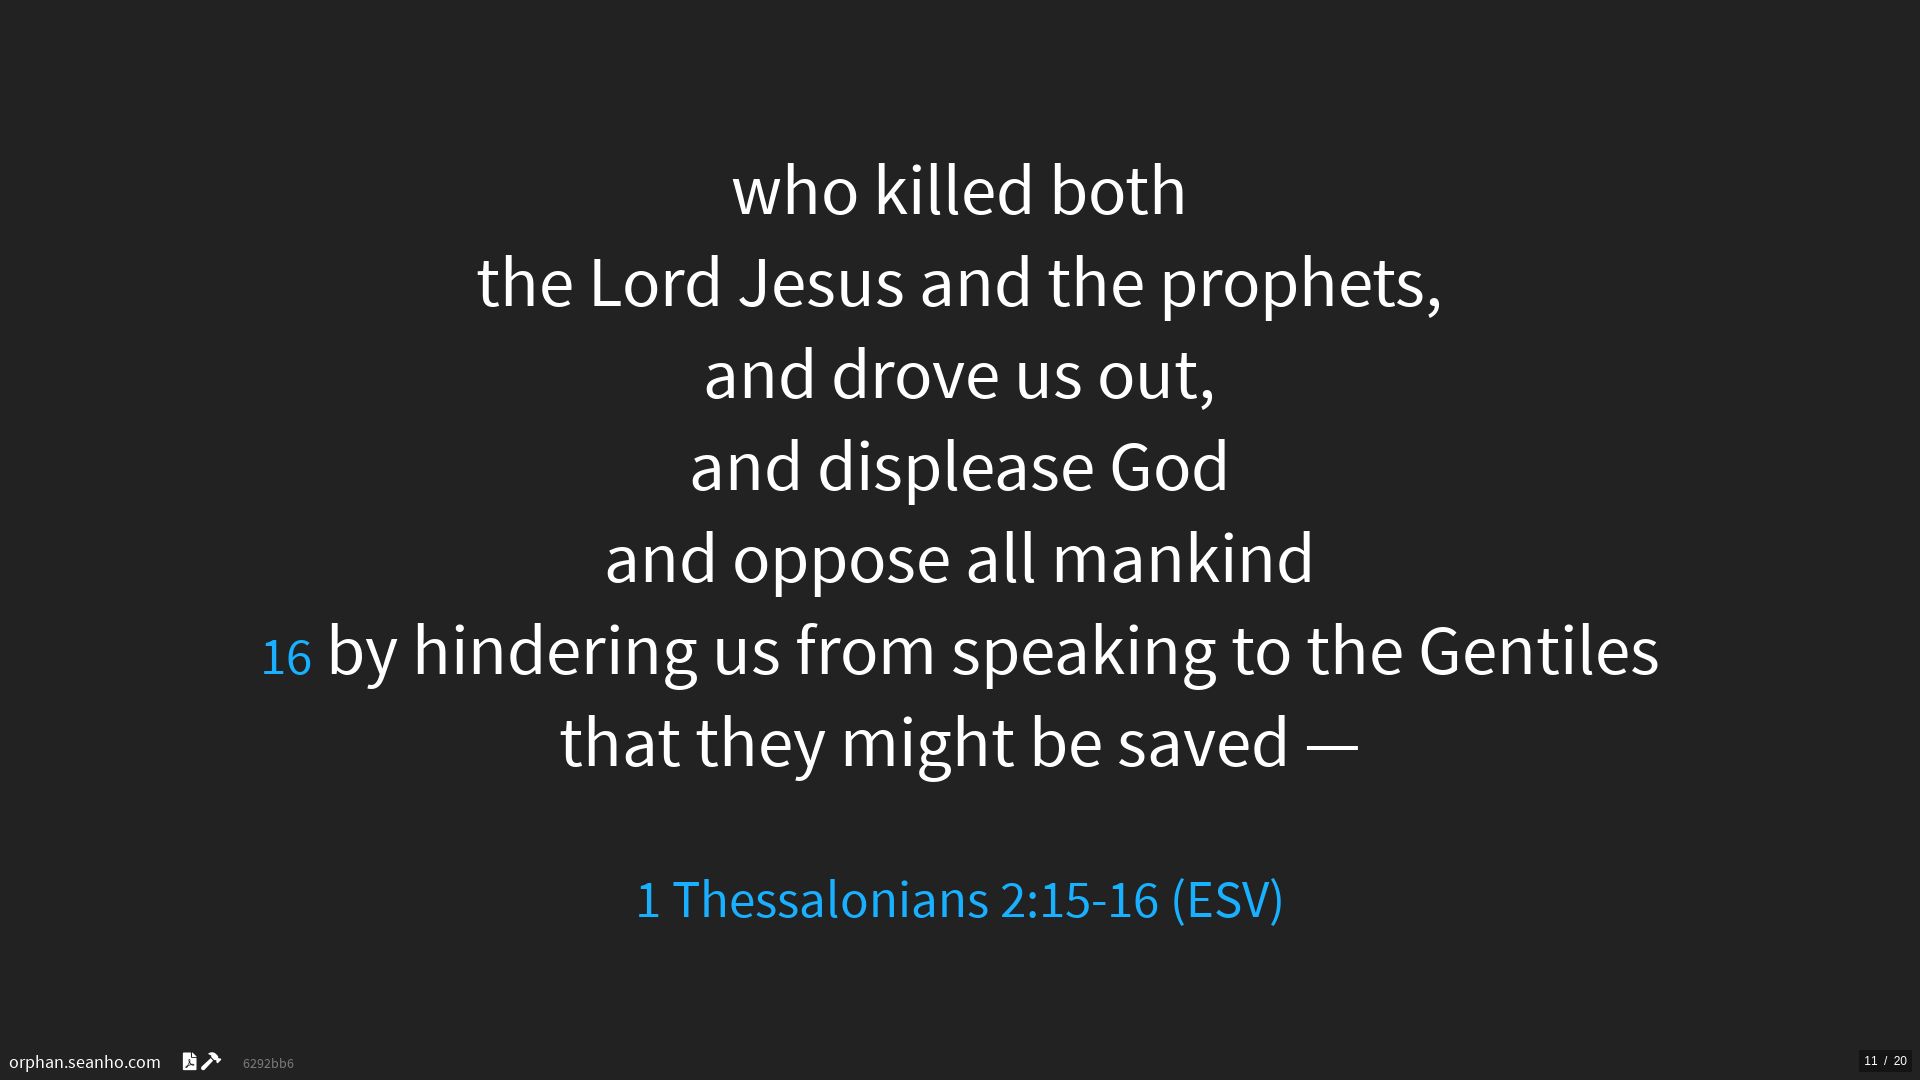 who killed both
the Lord Jesus and the prophets,
and drove us out,
and displease God
and oppose all mankind
16 by hindering us from speaking to the Gentiles
that they might be saved —
1 Thessalonians 2:15-16 (ESV)
orphan.seanho.com 6292bb6
11 / 20